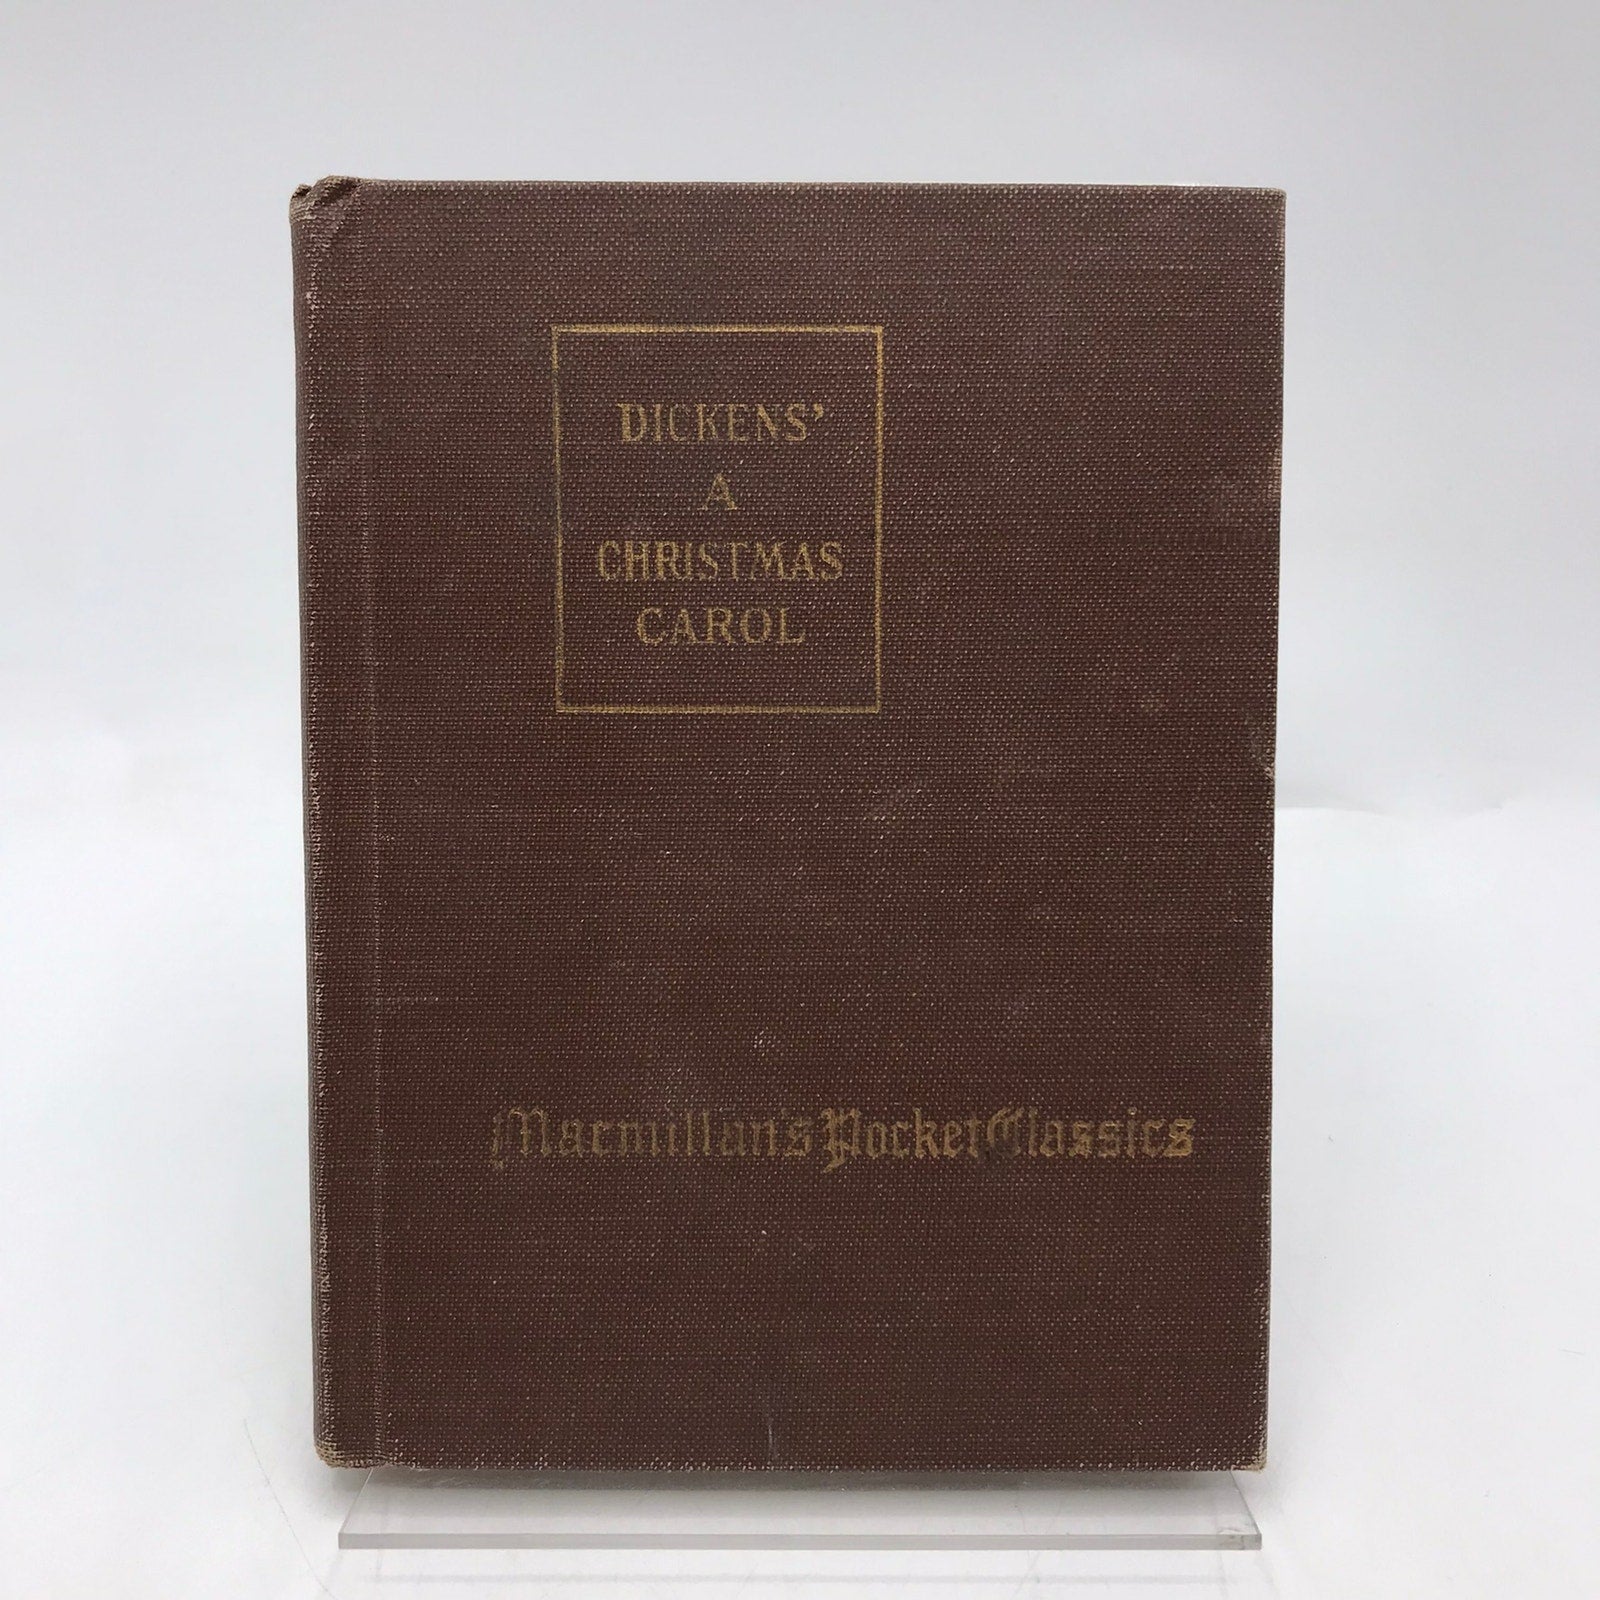 DICKENS'
A
CHRISTMAS
CAROL
Macmillan's Pocket Classics